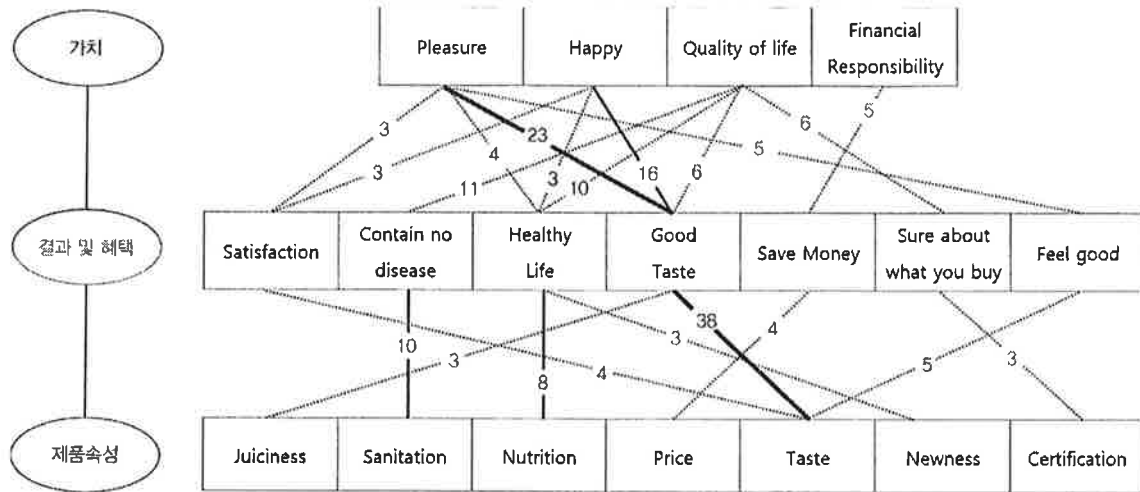 가치
Pleasure
Happy
Quality of life
Financial
Responsibility
3
3
4
23
11
3
10
16
6
5
5
6
결과 및 혜택
Satisfaction
Contain no
disease
Healthy
Life
Good
Taste
Save Money
Sure about
what you buy
Feel good
10
3
8
4
38
4
3
5
3
제품속성
Juiciness
Sanitation
Nutrition
Price
Taste
Newness
Certification